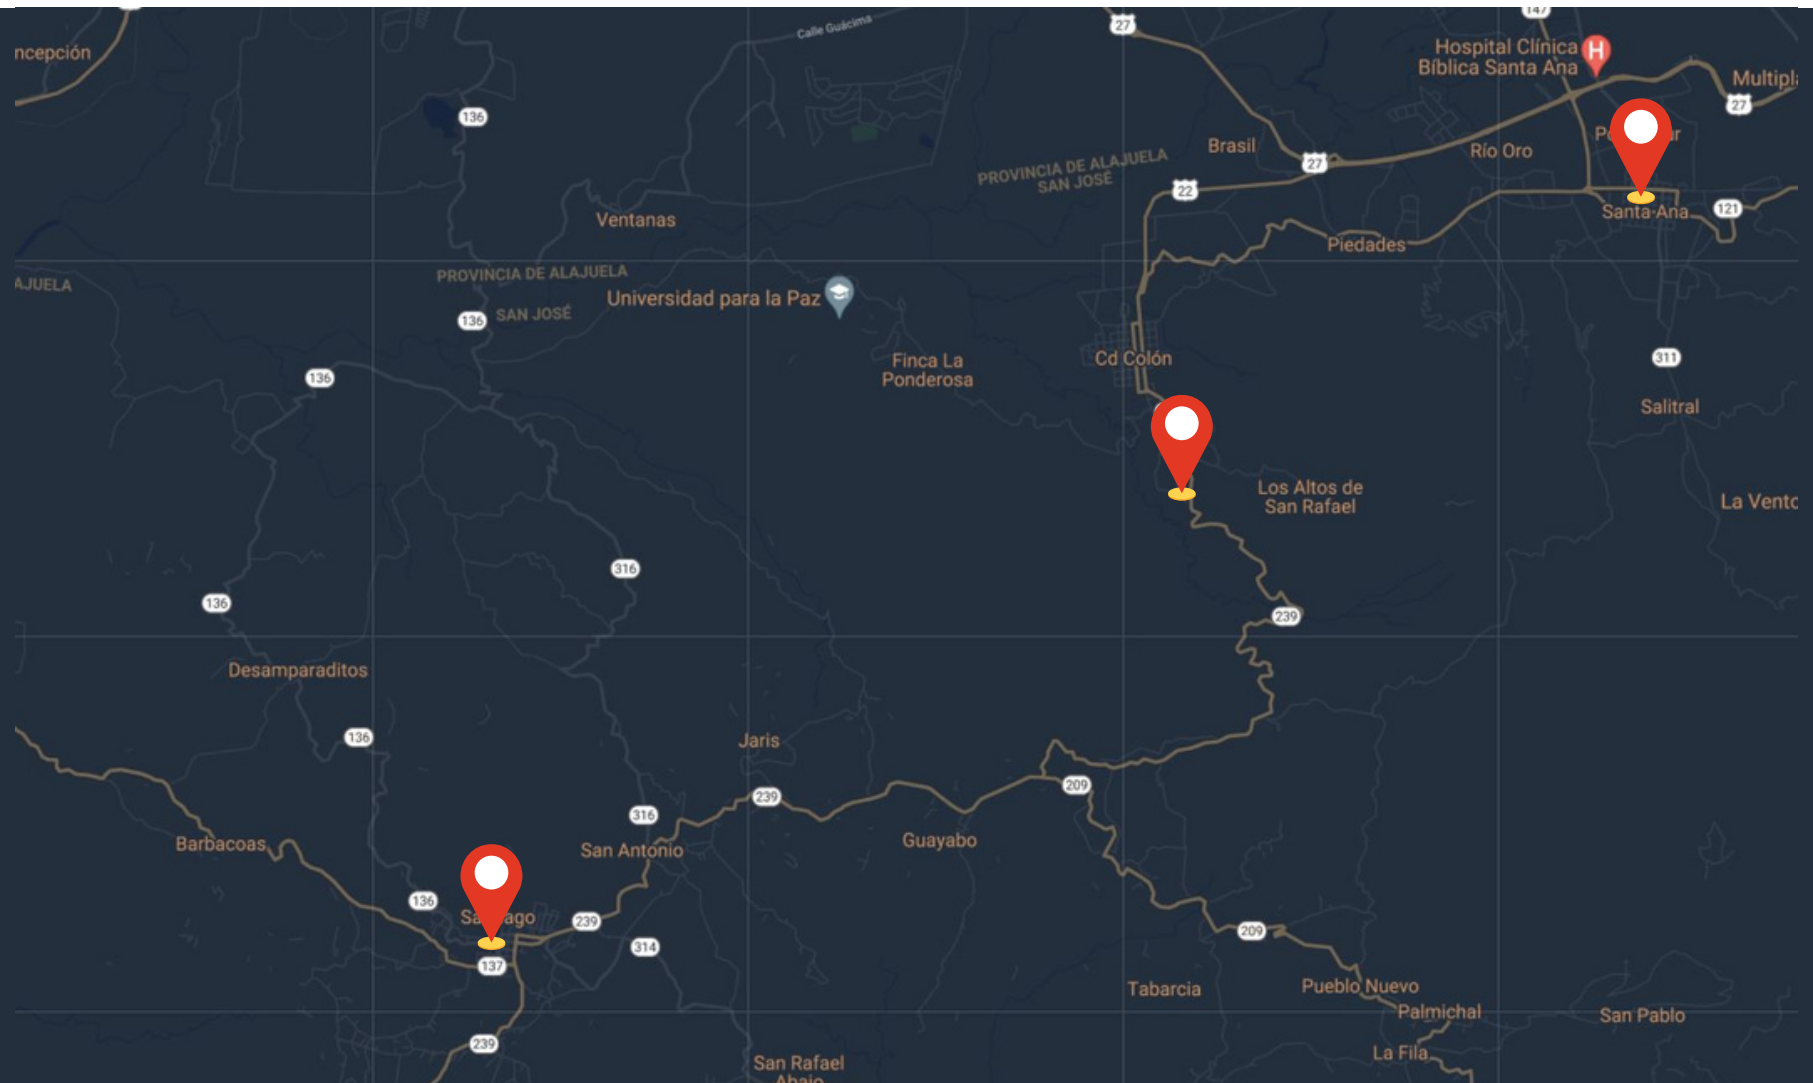 147
27
Calle Guácima
Hospital Clínica
Bíblica Santa Ana
H
ncepción
Multipl
27
136
Brasil
Río Oro
27
PROVINCIA DE ALAJUELA
SAN JOSÉ
22
Ventanas
Santa Ana
121
Piedades
PROVINCIA DE ALAJUELA
SAN JOSÉ
AJUELA
Universidad para la Paz
136
Cd Colón
311
Finca La
Ponderosa
136
Salitral
Los Altos de
San Rafael
La Vento
316
136
239
Desamparaditos
136
Jaris
209
239
316
Barbacoas
San Antonio
Guayabo
136
239
209
314
137
Tabarcia
Pueblo Nuevo
Palmichal
San Pablo
239
La Fila
San Rafael
Abajo